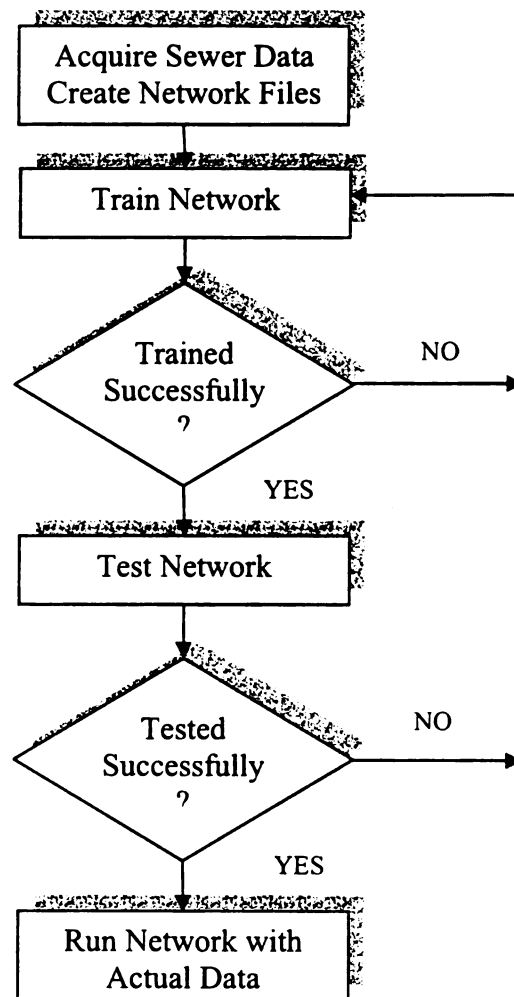 Acquire Sewer Data
Create Network Files
Train Network
Trained
Successfully
?
NO
YES
Test Network
Tested
Successfully
?
NO
YES
Run Network with
Actual Data